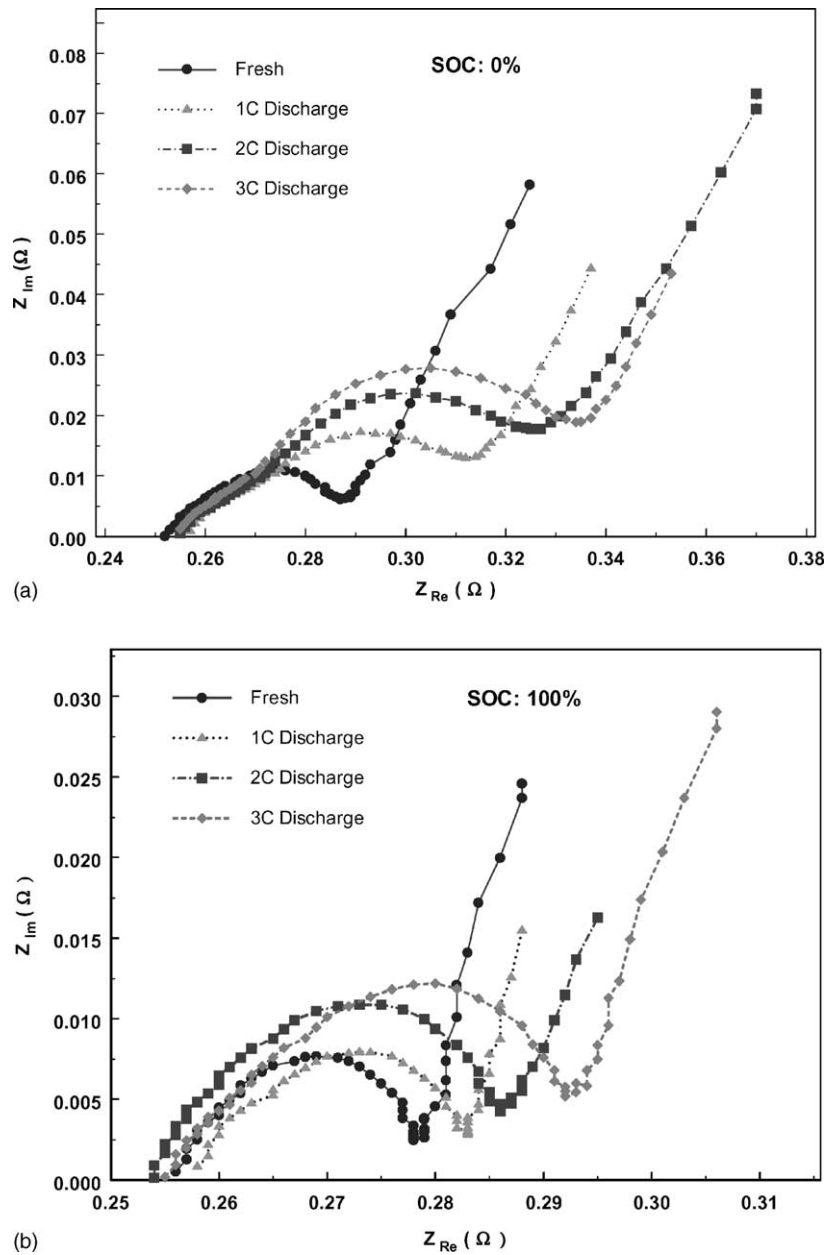 SOC: 0%
Fresh
1C Discharge
2C Discharge
3C Discharge
Z Im (Ω)
0.08
0.07
0.06
0.05
0.04
0.03
0.02
0.01
0.00
0.24 0.26 0.28 0.30 0.32 0.34 0.36 0.38
Z Re (Ω)
(a)
SOC: 100%
Fresh
1C Discharge
2C Discharge
3C Discharge
Z Im (Ω)
0.030
0.025
0.020
0.015
0.010
0.005
0.000
0.25 0.26 0.27 0.28 0.29 0.30 0.31
Z Re (Ω)
(b)